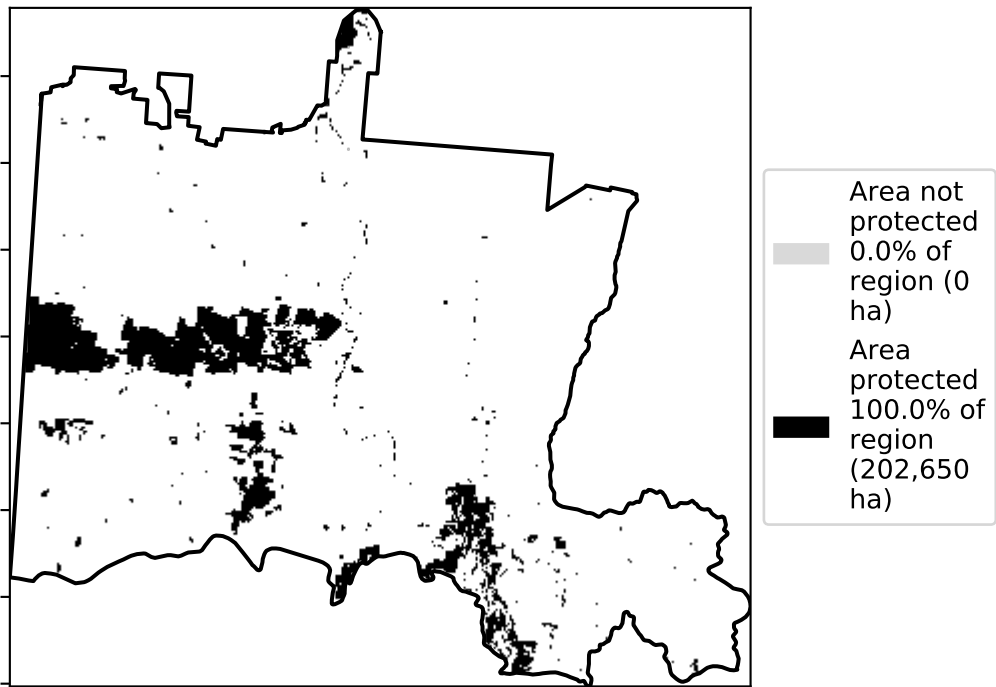 Area not
protected
0.0% of
region (0
ha)
Area
protected
100.0% of
region
(202,650
ha)